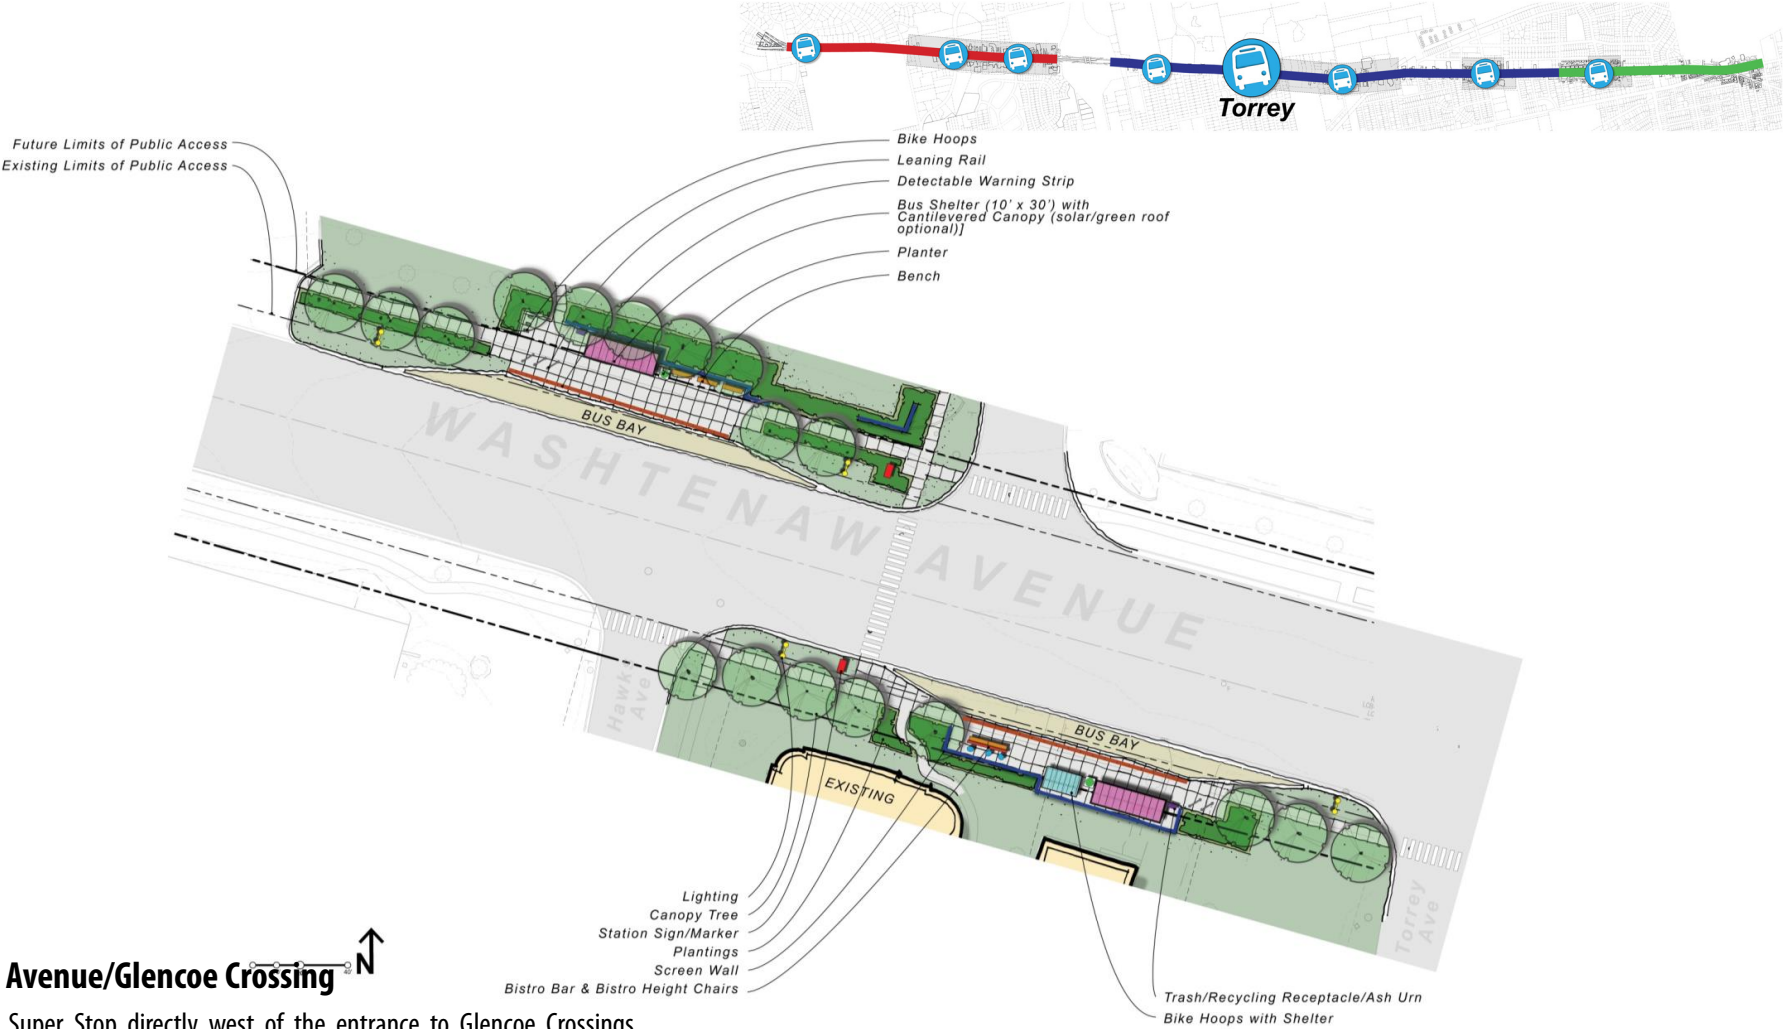 Torrey
Future Limits of Public Access
Existing Limits of Public Access
Bike Hoops
Leaning Rail
Detectable Warning Strip
Bus Shelter (10' x 30') with
Cantilevered Canopy (solar/green roof
optional)]
Planter
Bench
BUS BAY
WASHTENAW AVENUE
Hawk
Ave
BUS BAY
EXISTING
Torrey
Ave
Lighting
Canopy Tree
Station Sign/Marker
Plantings
Screen Wall
Bistro Bar & Bistro Height Chairs
Trash/Recycling Receptacle/Ash Urn
Bike Hoops with Shelter
N
Avenue/Glencoe Crossing
Super Stop directly west of the entrance to Glencoe Crossings